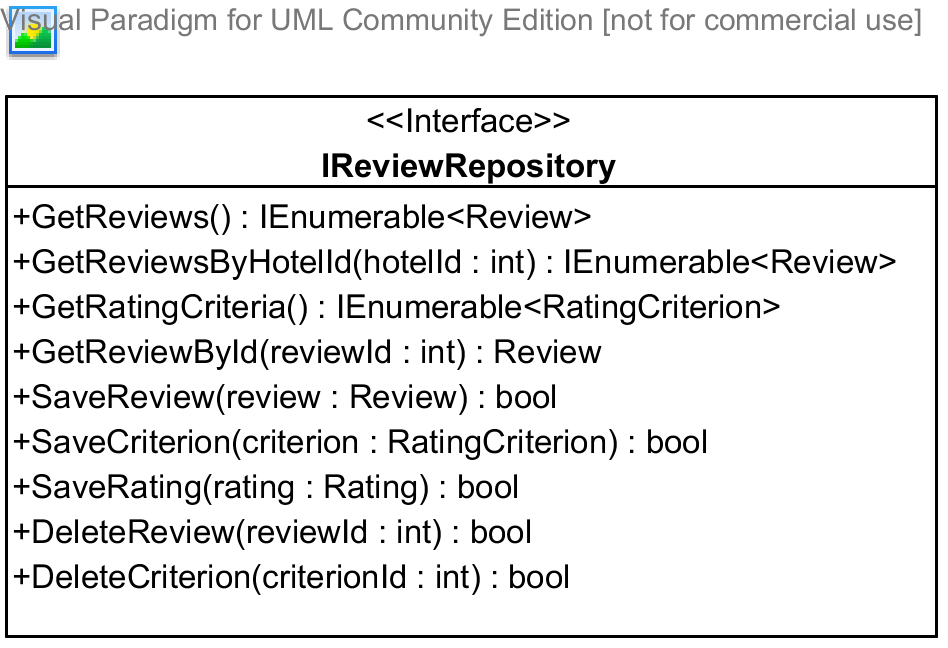 Visual Paradigm for UML Community Edition [not for commercial use]
<<Interface>>
IReviewRepository
+GetReviews() : IEnumerable<Review>
+GetReviewsByHotelId(hotelId : int) : IEnumerable<Review>
+GetRatingCriteria() : IEnumerable<RatingCriterion>
+GetReviewById(reviewId : int) : Review
+SaveReview(review : Review) : bool
+SaveCriterion(criterion : RatingCriterion) : bool
+SaveRating(rating : Rating) : bool
+DeleteReview(reviewId : int) : bool
+DeleteCriterion(criterionId : int) : bool